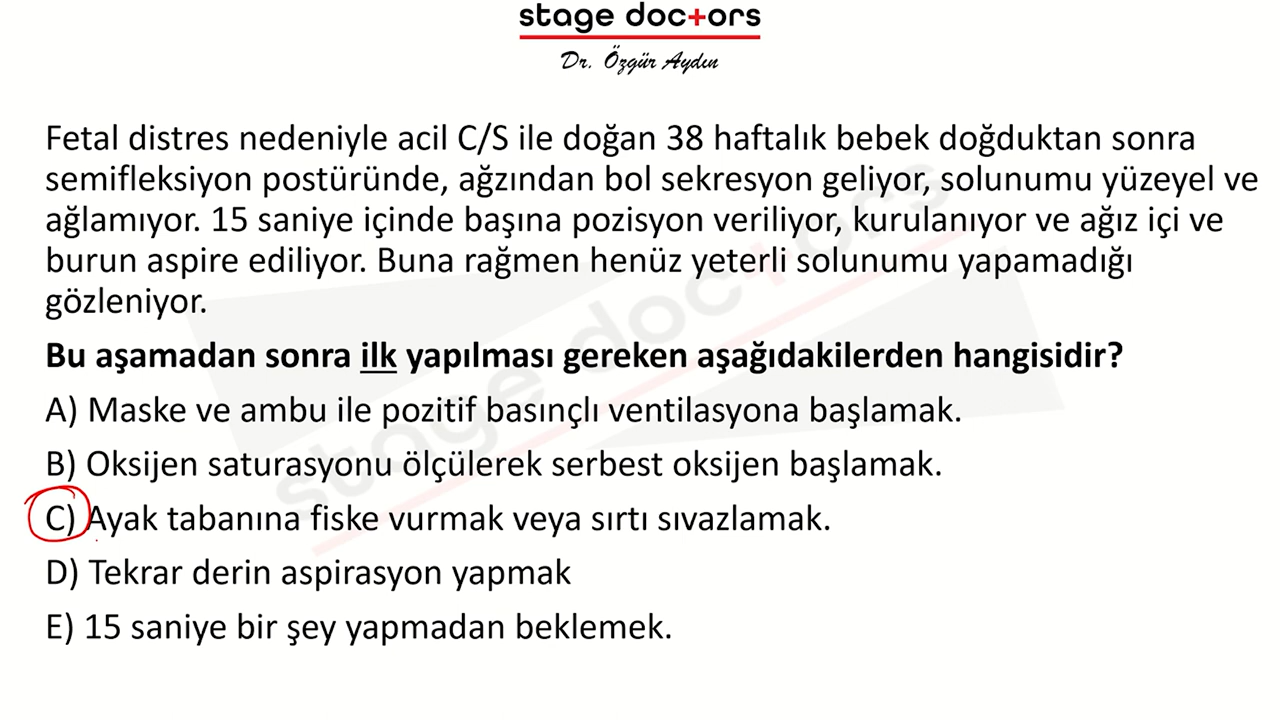 stage doctors
Dr. Özgür Aydın
Fetal distres nedeniyle acil C/S ile doğan 38 haftalık bebek doğduktan sonra
semifleksiyon postüründe, ağzından bol sekresyon geliyor, solunumu yüzeyel ve
ağlamıyor. 15 saniye içinde başına pozisyon veriliyor, kurulanıyor ve ağız içi ve
burun aspire ediliyor. Buna rağmen henüz yeterli solunumu yapamadığı
gözleniyor.
Bu aşamadan sonra ilk yapılması gereken aşağıdakilerden hangisidir?
A) Maske ve ambu ile pozitif basınçlı ventilasyona başlamak.
B) Oksijen saturasyonu ölçülerek serbest oksijen başlamak.
C) Ayak tabanına fiske vurmak veya sırtı sıvazlamak.
D) Tekrar derin aspirasyon yapmak
E) 15 saniye bir şey yapmadan beklemek.
stage doctors